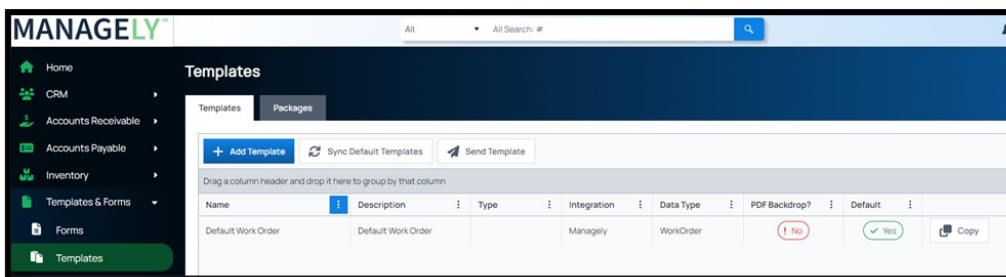 MANAGELY™
All
All Search: #
Home
CRM
Accounts Receivable
Accounts Payable
Inventory
Templates & Forms
Forms
Templates
Templates
Templates Packages
+ Add Template Sync Default Templates Send Template
Drag a column header and drop it here to group by that column
Name Description Type Integration Data Type PDF Backdrop? Default
Default Work Order Default Work Order Managely WorkOrder ! No Yes Copy